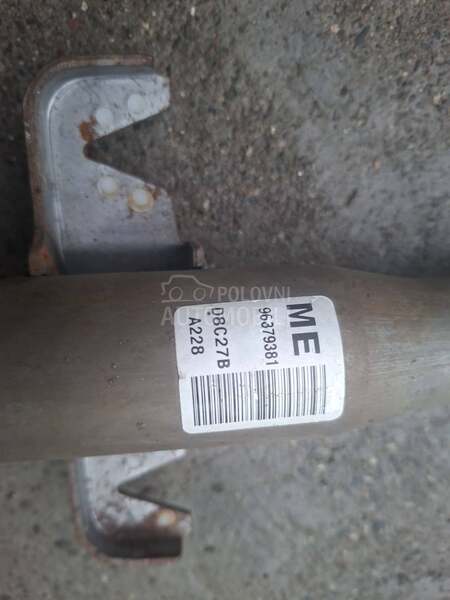 ME
96379381
D8C27B
A228
POLOVNI
AUTOMOBILI